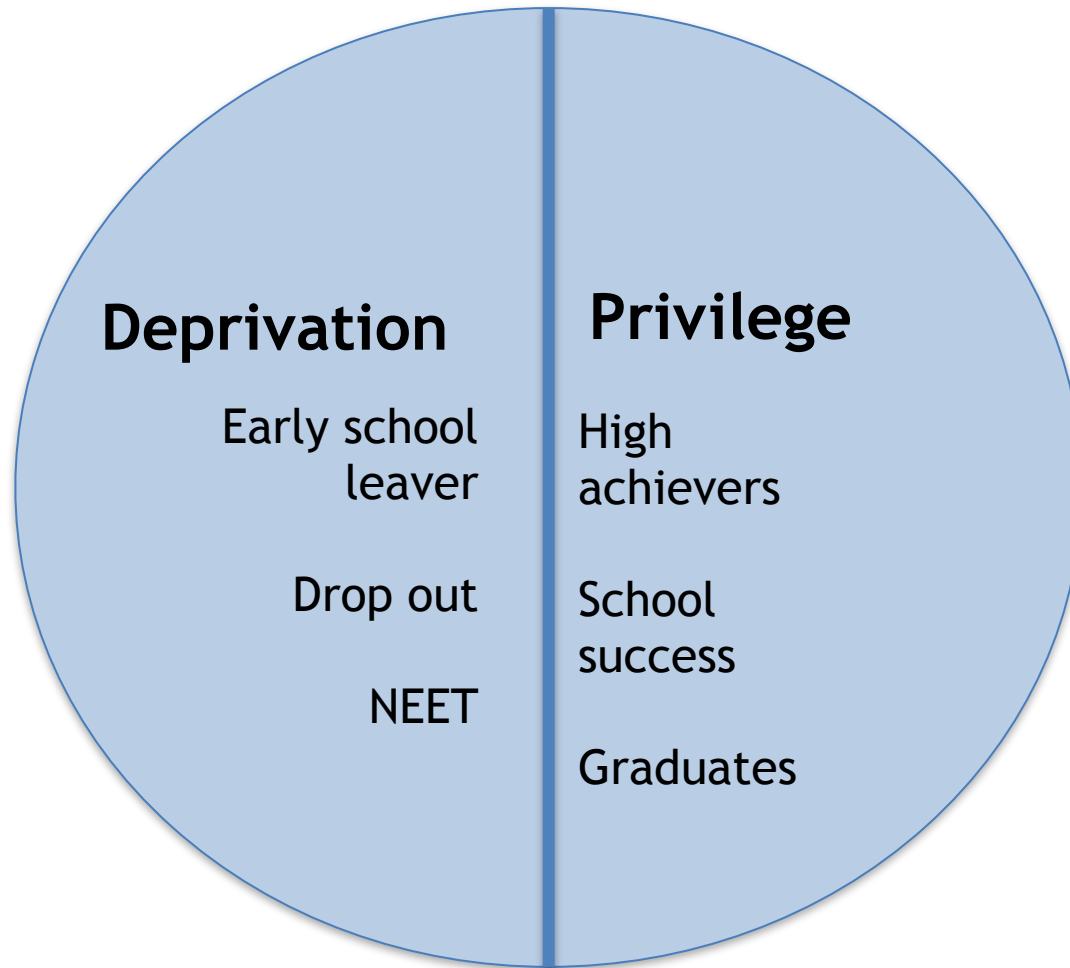 Deprivation
Early school
leaver
Drop out
NEET
Privilege
High
achievers
School
success
Graduates